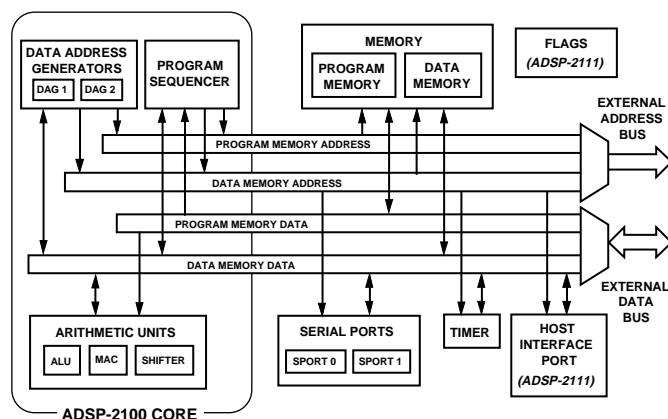 DATA ADDRESS
GENERATORS
DAG 1
DAG 2
PROGRAM
SEQUENCER
MEMORY
PROGRAM
MEMORY
DATA
MEMORY
FLAGS
(ADSP-2111)
EXTERNAL
ADDRESS
BUS
PROGRAM MEMORY ADDRESS
DATA MEMORY ADDRESS
PROGRAM MEMORY DATA
DATA MEMORY DATA
EXTERNAL
DATA
BUS
ARITHMETIC UNITS
ALU
MAC
SHIFTER
SERIAL PORTS
SPORT 0
SPORT 1
TIMER
HOST
INTERFACE
PORT
(ADSP-2111)
ADSP-2100 CORE